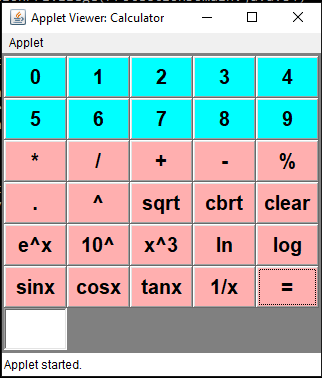 Applet Viewer: Calculator
Applet
0 1 2 3 4
5 6 7 8 9
* / + - %
. ^ sqrt cbrt clear
e^x 10^ x^3 ln log
sinx cosx tanx 1/x =
Applet started.